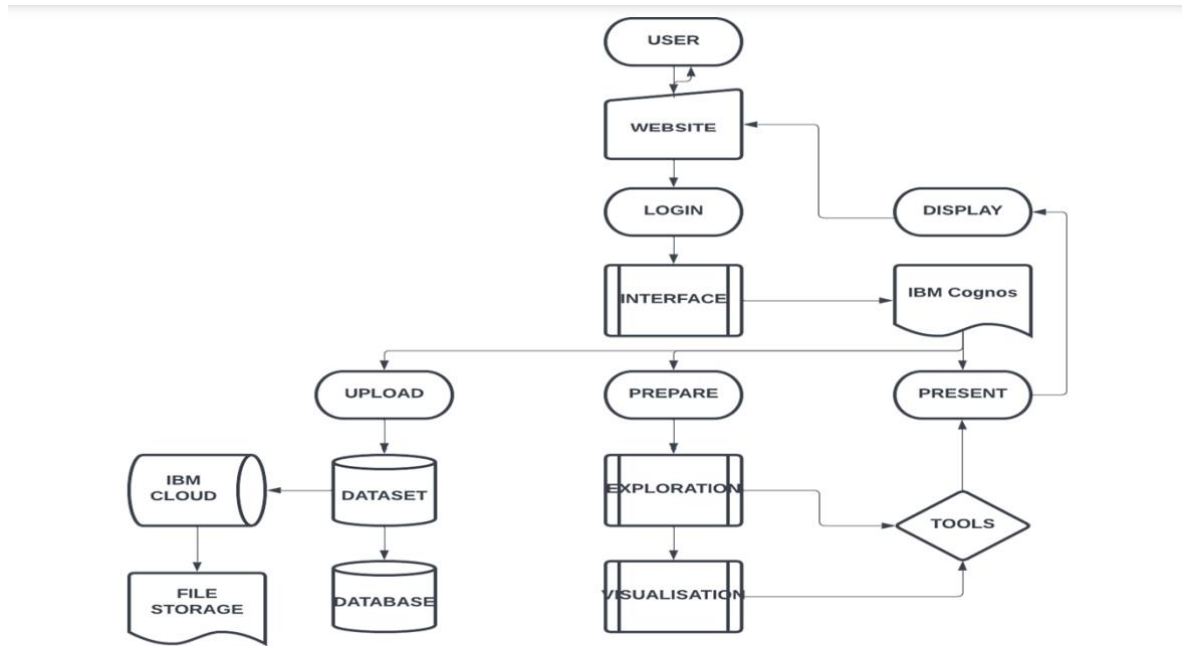 USER
WEBSITE
LOGIN
DISPLAY
INTERFACE
IBM Cognos
UPLOAD
PREPARE
PRESENT
IBM
CLOUD
DATASET
EXPLORATION
TOOLS
FILE
STORAGE
DATABASE
VISUALISATION